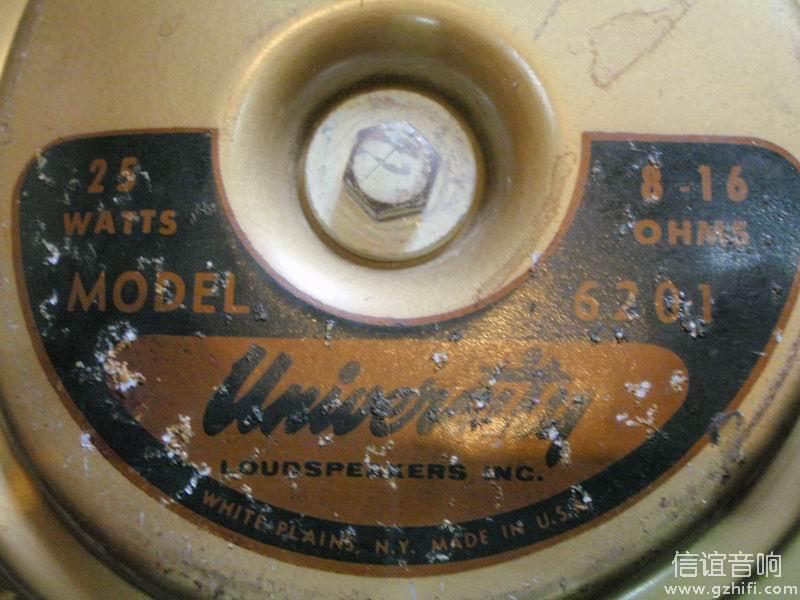 25
WATTS
8-16
OHMS
MODEL 6201
University
LOUDSPEAKERS INC.
WHITE PLAINS, N.Y. MADE IN U.S.A.
信谊音响
www.gzhifi.com